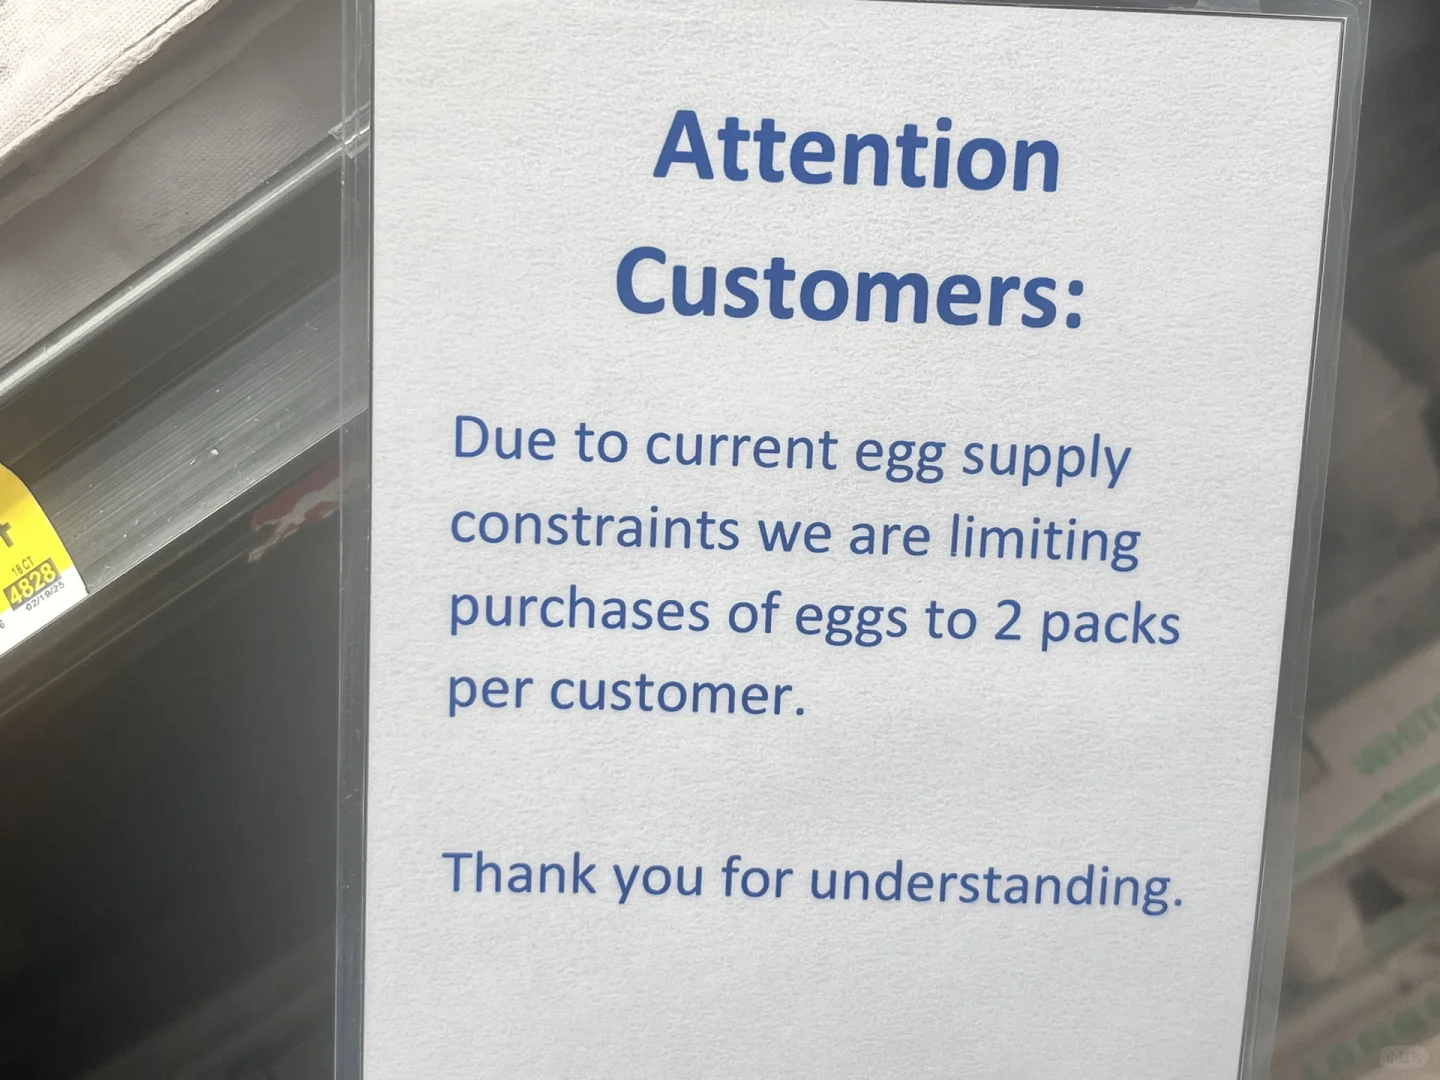 Attention
Customers:
Due to current egg supply
constraints we are limiting
purchases of eggs to 2 packs
per customer.
Thank you for understanding.
18 CT
4828
02/19/25